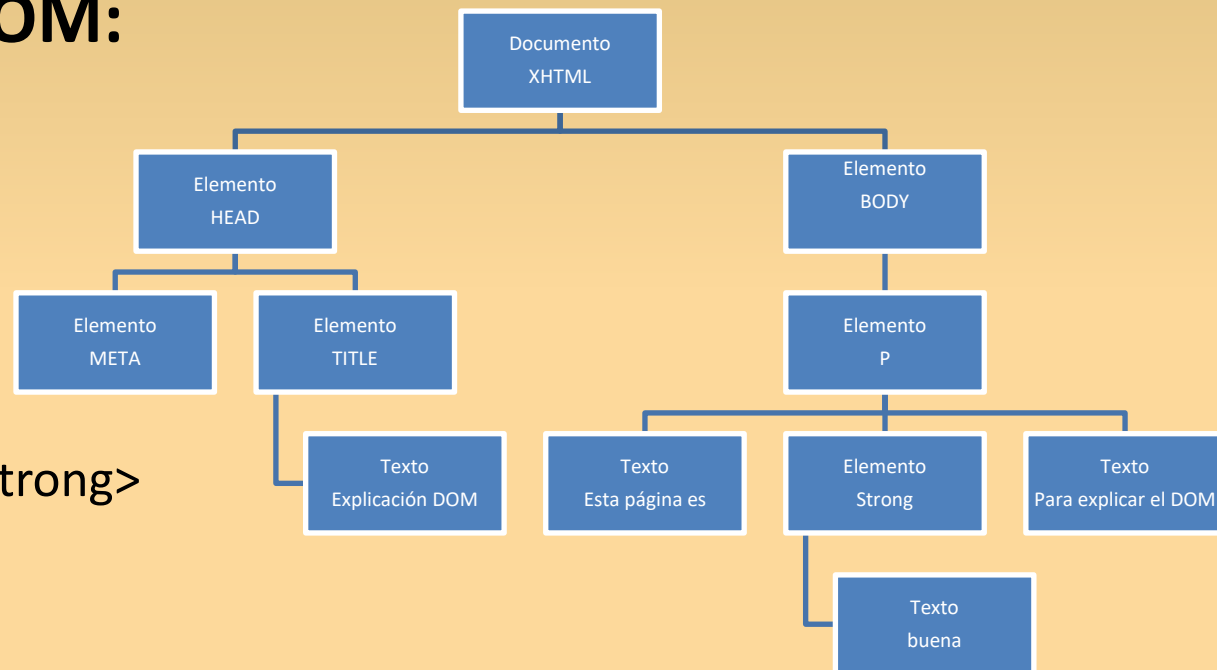 OM:
Documento
XHTML
Elemento
HEAD
Elemento
BODY
Elemento
META
Elemento
TITLE
Elemento
P
trong>
Texto
Explicación DOM
Texto
Esta página es
Elemento
Strong
Texto
Para explicar el DOM
Texto
buena